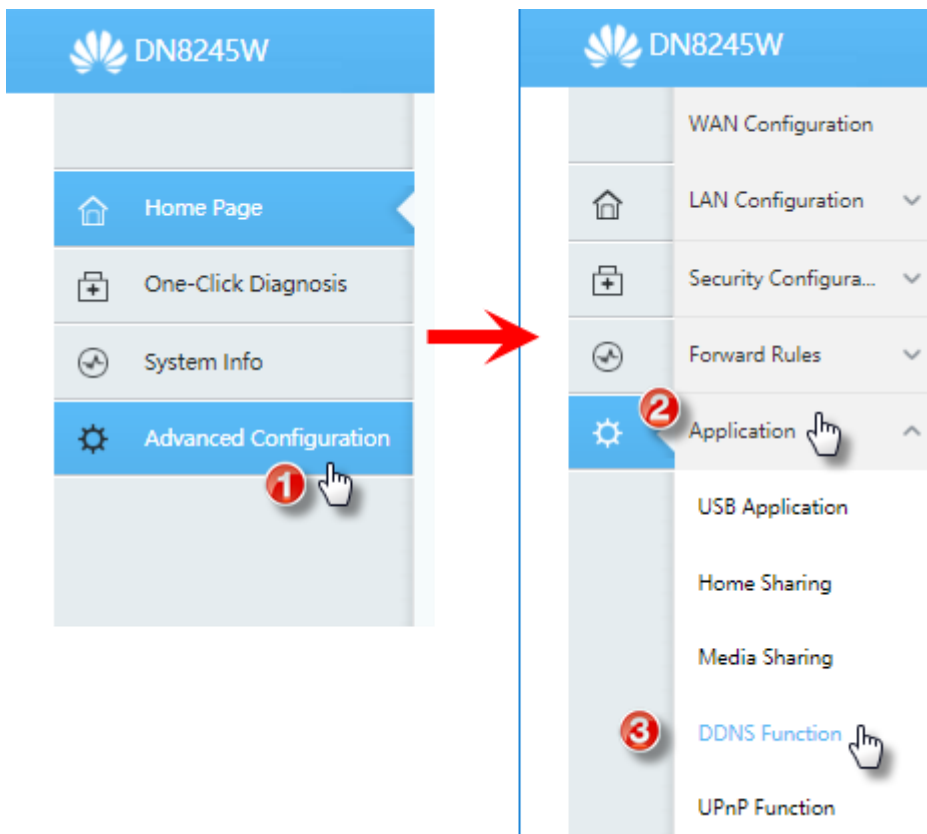 DN8245W
Home Page
One-Click Diagnosis
System Info
Advanced Configuration
1
DN8245W
WAN Configuration
LAN Configuration
Security Configura...
Forward Rules
2
Application
USB Application
Home Sharing
Media Sharing
3
DDNS Function
UPnP Function